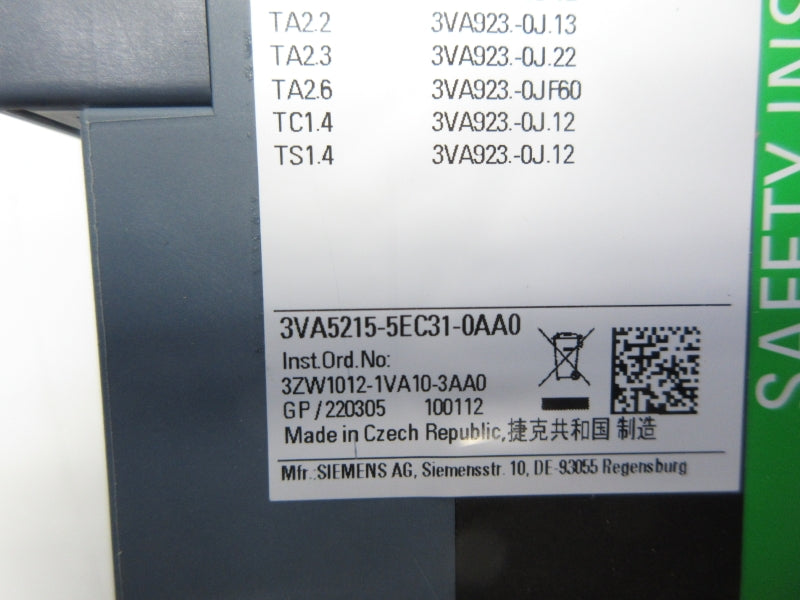 TA2.2 3VA923.-0J.13
TA2.3 3VA923.-0J.22
TA2.6 3VA923.-0JF60
TC1.4 3VA923.-0J.12
TS1.4 3VA923.-0J.12
3VA5215-5EC31-0AA0
Inst.Ord.No:
3ZW1012-1VA10-3AA0
GP/220305 100112
Made in Czech Republic,捷克共和国 制造
Mfr.:SIEMENS AG, Siemensstr. 10, DE-93055 Regensburg
SAFETY INS